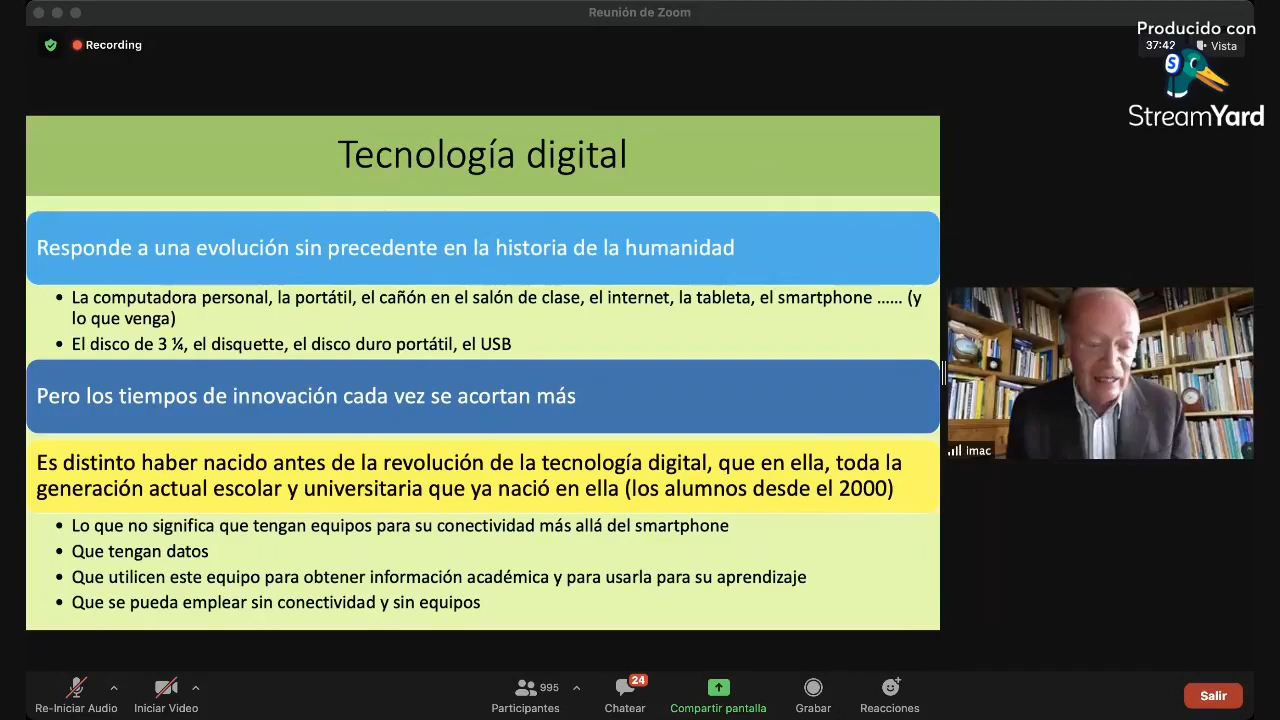 Reunión de Zoom
Recording
Producido con
37:42 Vista
S
StreamYard
Tecnología digital
Responde a una evolución sin precedente en la historia de la humanidad
• La computadora personal, la portátil, el cañón en el salón de clase, el internet, la tableta, el smartphone ...... (y
lo que venga)
• El disco de 3 ¼, el disquette, el disco duro portátil, el USB
Pero los tiempos de innovación cada vez se acortan más
Es distinto haber nacido antes de la revolución de la tecnología digital, que en ella, toda la
generación actual escolar y universitaria que ya nació en ella (los alumnos desde el 2000)
• Lo que no significa que tengan equipos para su conectividad más allá del smartphone
• Que tengan datos
• Que utilicen este equipo para obtener información académica y para usarla para su aprendizaje
• Que se pueda emplear sin conectividad y sin equipos
imac
995
24
Re-Iniciar Audio
Iniciar Video
Participantes
Chatear
Compartir pantalla
Grabar
Reacciones
Salir